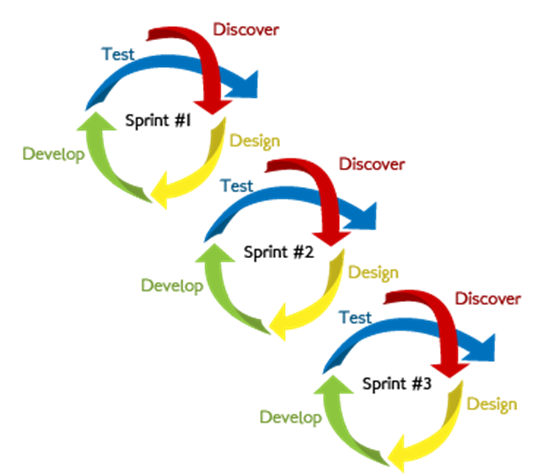 Discover
Test
Sprint #1
Design
Develop
Discover
Test
Sprint #2
Design
Develop
Discover
Test
Sprint #3
Design
Develop